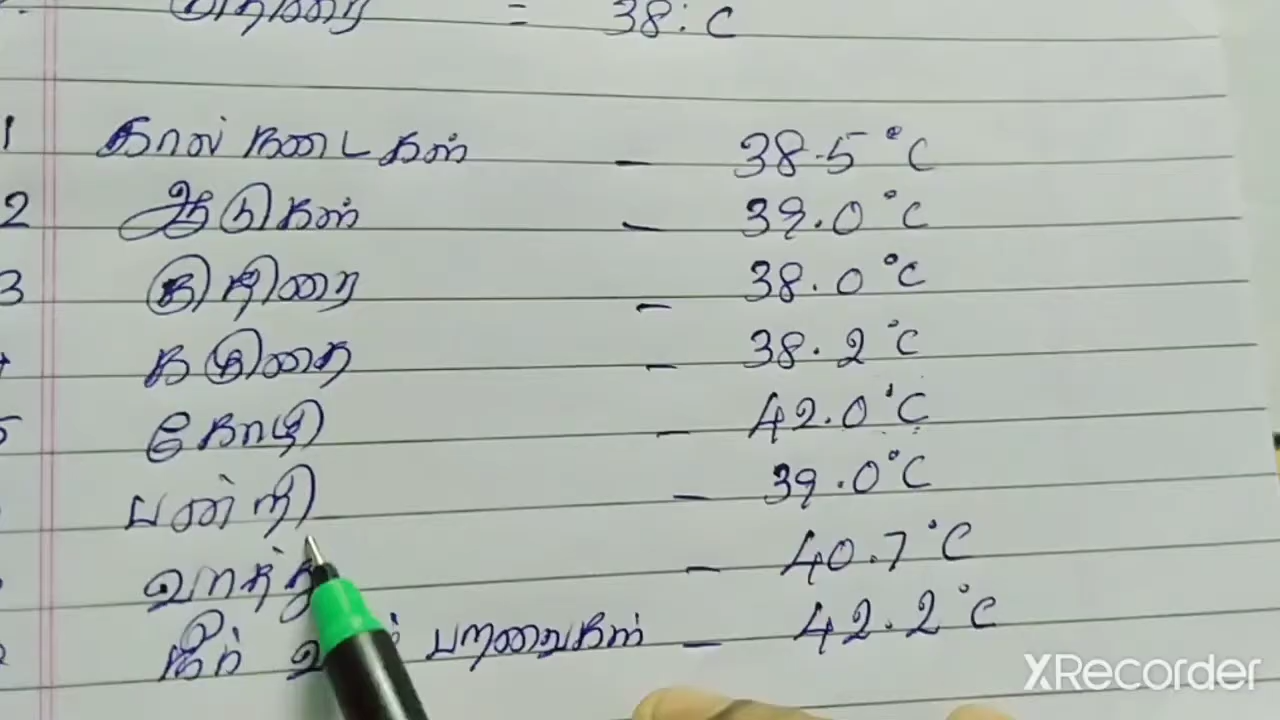 குதிரை = 38°C
1 கால் நடைகள் - 38.5°C
2 ஆடுகள் - 39.0°C
3 குதிரை - 38.0°C
கழுதை - 38.2°C
5 கோழி - 42.0°C
பன்றி - 39.0°C
வாத்து - 40.7°C
நீர் பறவைகள் - 42.2°C
XRecorder